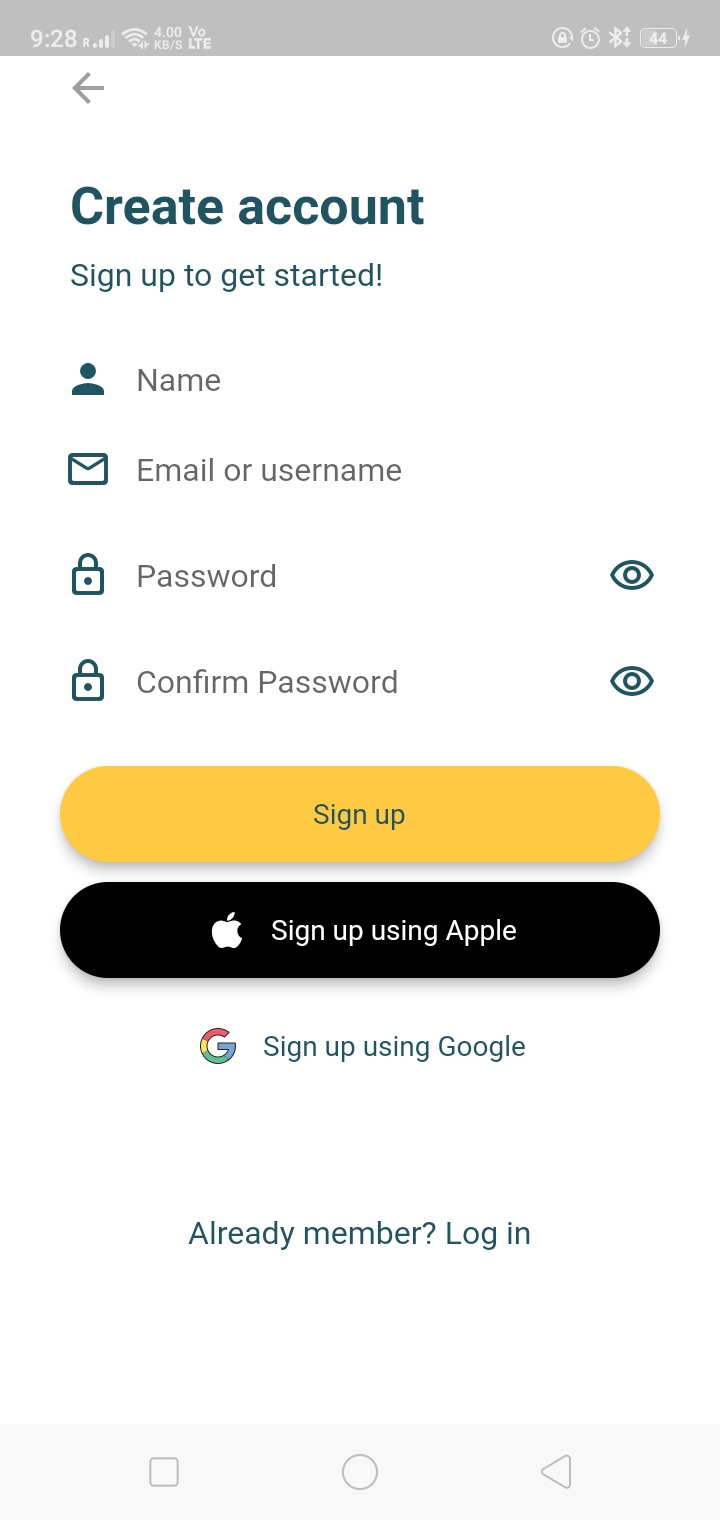 9:28 R 4.00 KB/S Vo LTE 44
Create account
Sign up to get started!
Name
Email or username
Password
Confirm Password
Sign up
Sign up using Apple
Sign up using Google
Already member? Log in